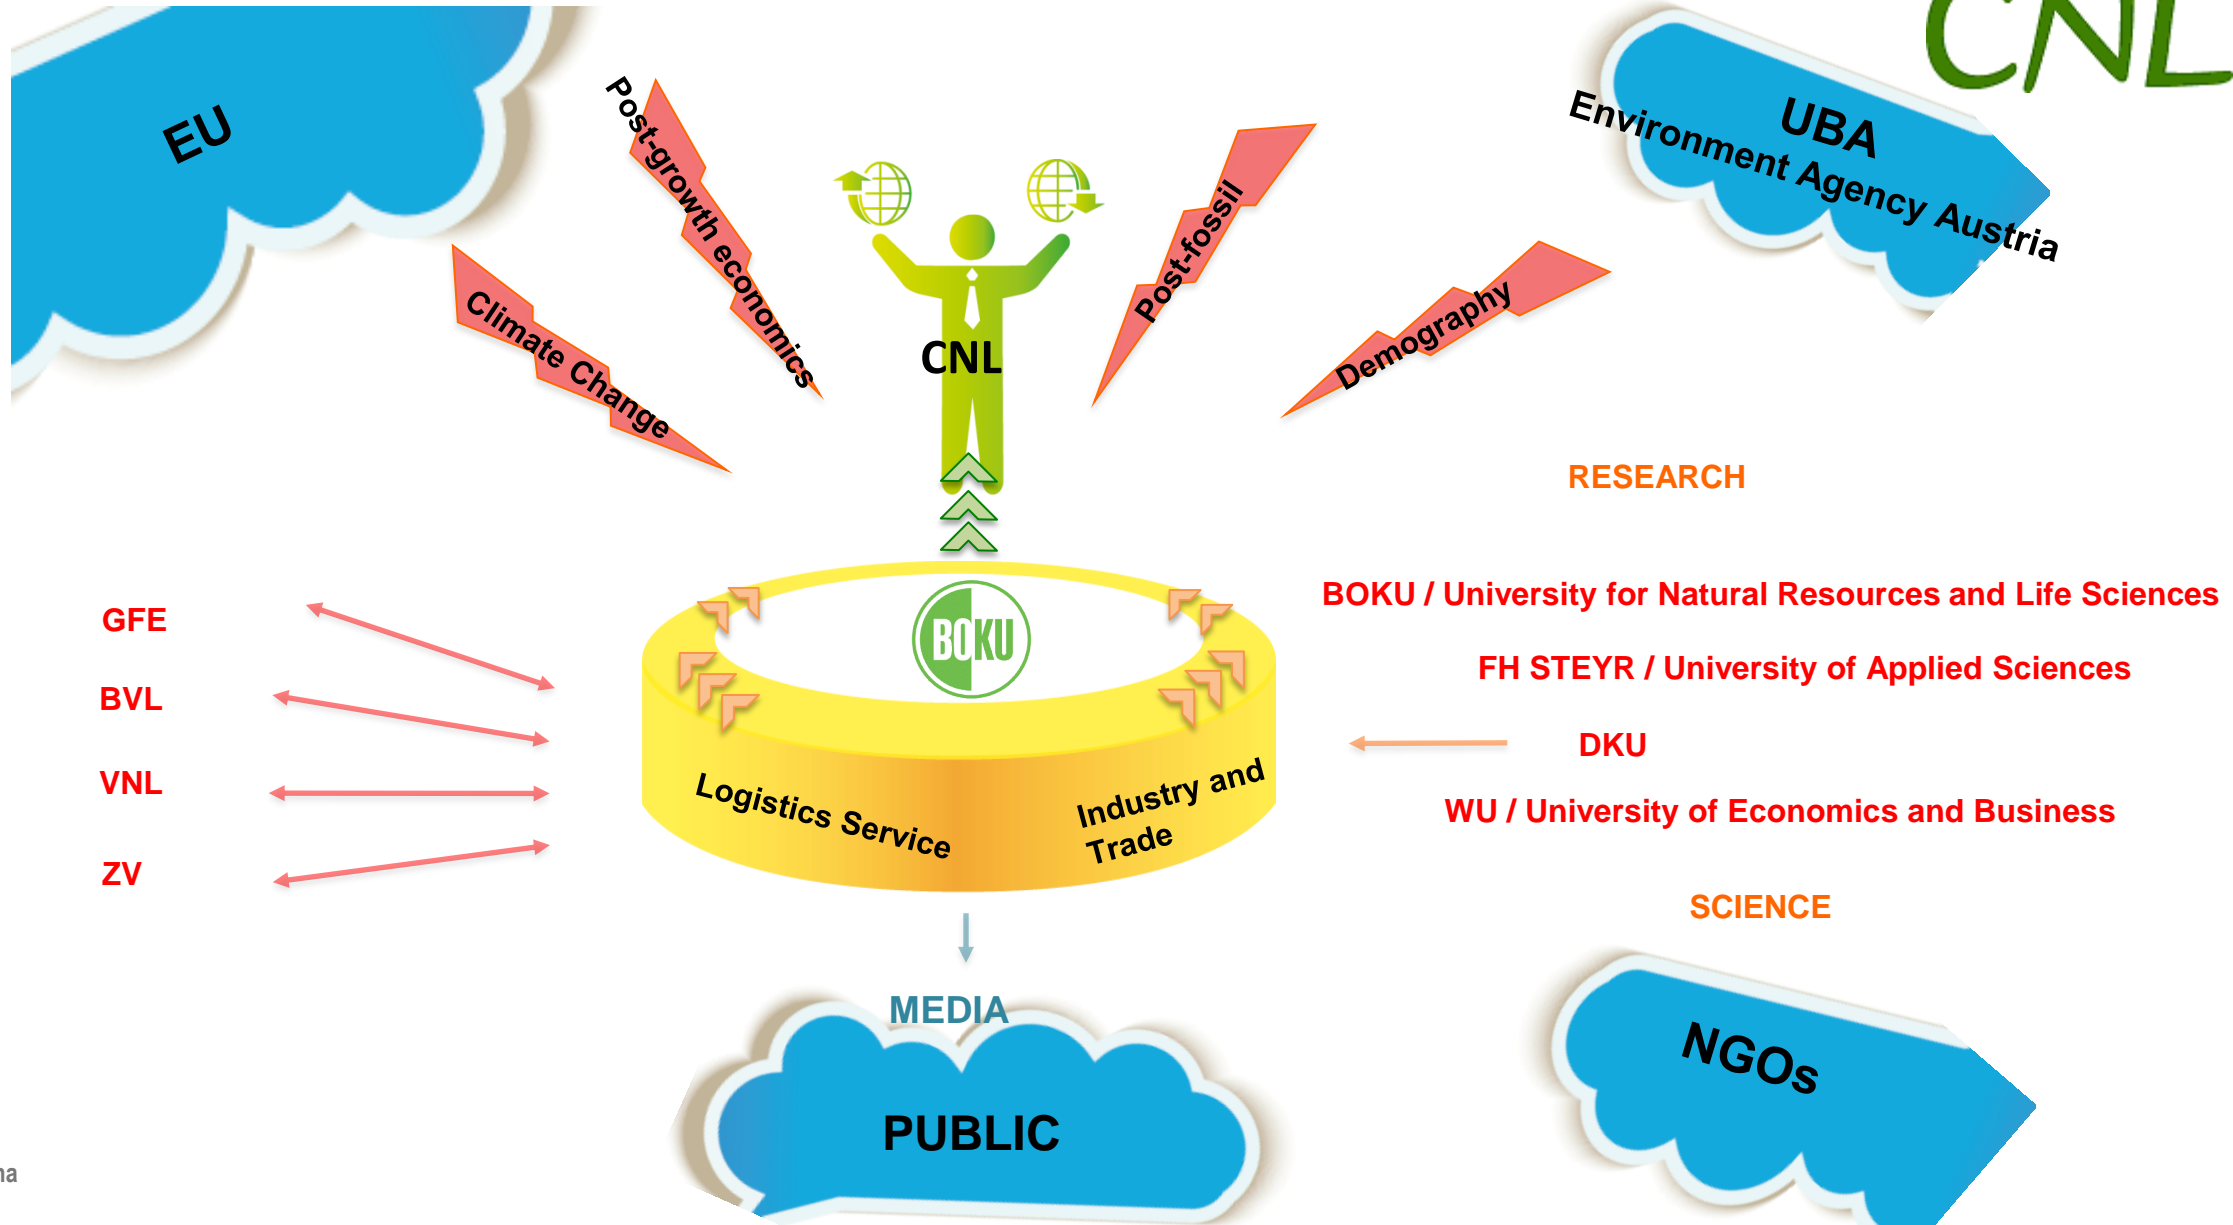 CNL
EU
UBA
Environment Agency Austria
Post-growth economics
Climate Change
Post-fossil
Demography
CNL
RESEARCH
GFE
BVL
VNL
ZV
BOKU
BOKU / University for Natural Resources and Life Sciences
FH STEYR / University of Applied Sciences
DKU
WU / University of Economics and Business
SCIENCE
Logistics Service
Industry and
Trade
MEDIA
PUBLIC
NGOs